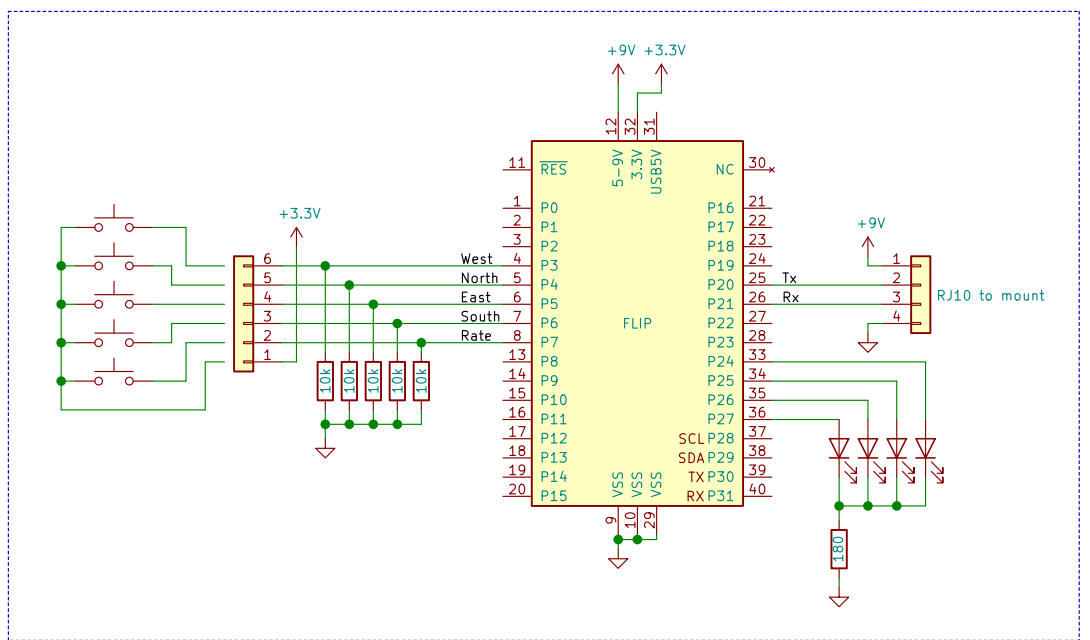 +9V +3.3V
12 32 31
11 RES 5-9V 3.3V USB5V NC 30
1 P0 P16 21
2 P1 P17 22
3 P2 P18 23
+3.3V +9V
6 West 4 P3 P19 24 1
5 North 5 P4 P20 25 Tx 2
4 East 6 P5 P21 26 Rx 3 RJ10 to mount
3 South 7 P6 FLIP P22 27 4
2 Rate 8 P7 P23 28
1 13 P8 P24 33
10k 10k 10k 10k 10k 14 P9 P25 34
15 P10 P26 35
16 P11 P27 36
17 P12 SCL P28 37
18 P13 SDA P29 38
19 P14 TX P30 39
20 P15 VSS VSS VSS RX P31 40
9 10 29
180